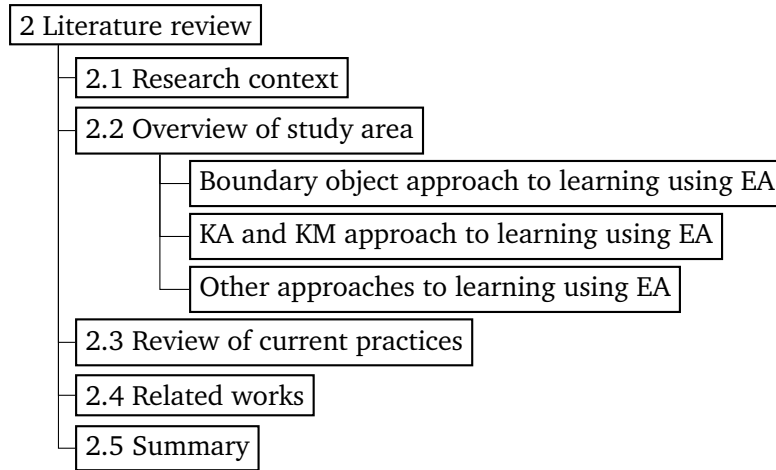 2 Literature review
2.1 Research context
2.2 Overview of study area
Boundary object approach to learning using EA
KA and KM approach to learning using EA
Other approaches to learning using EA
2.3 Review of current practices
2.4 Related works
2.5 Summary